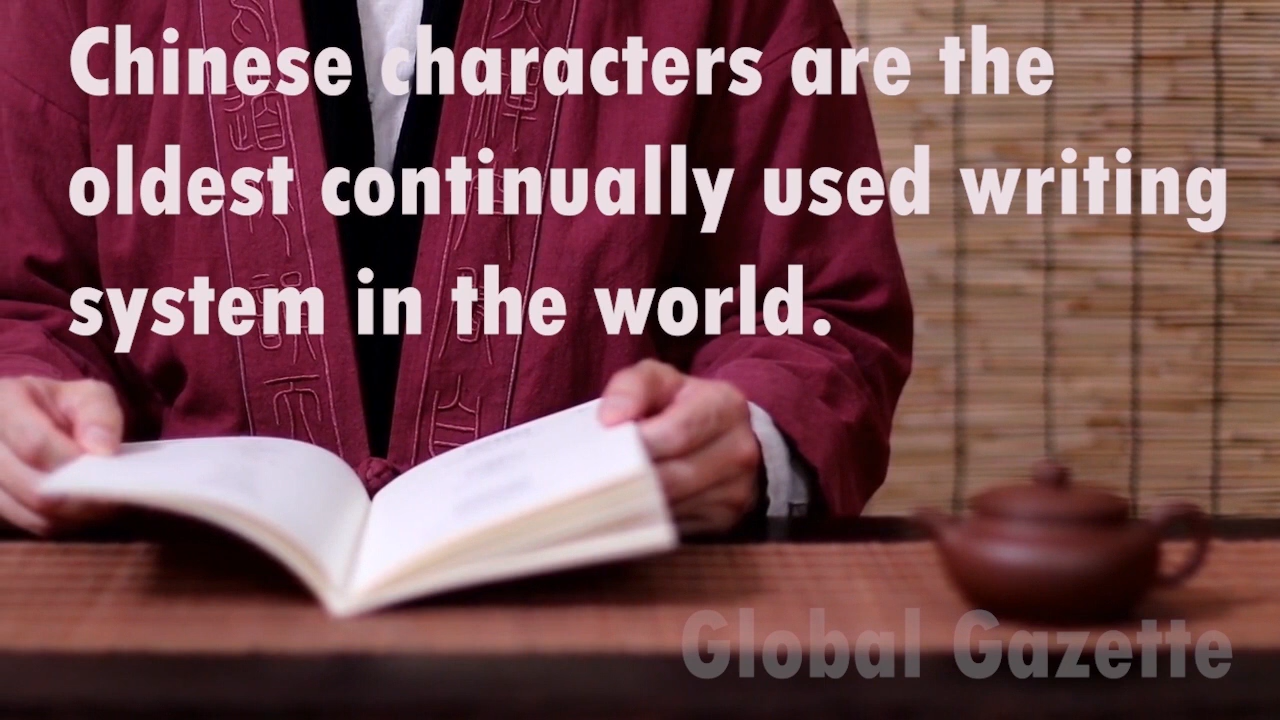 Chinese characters are the
oldest continually used writing
system in the world.
Global Gazette